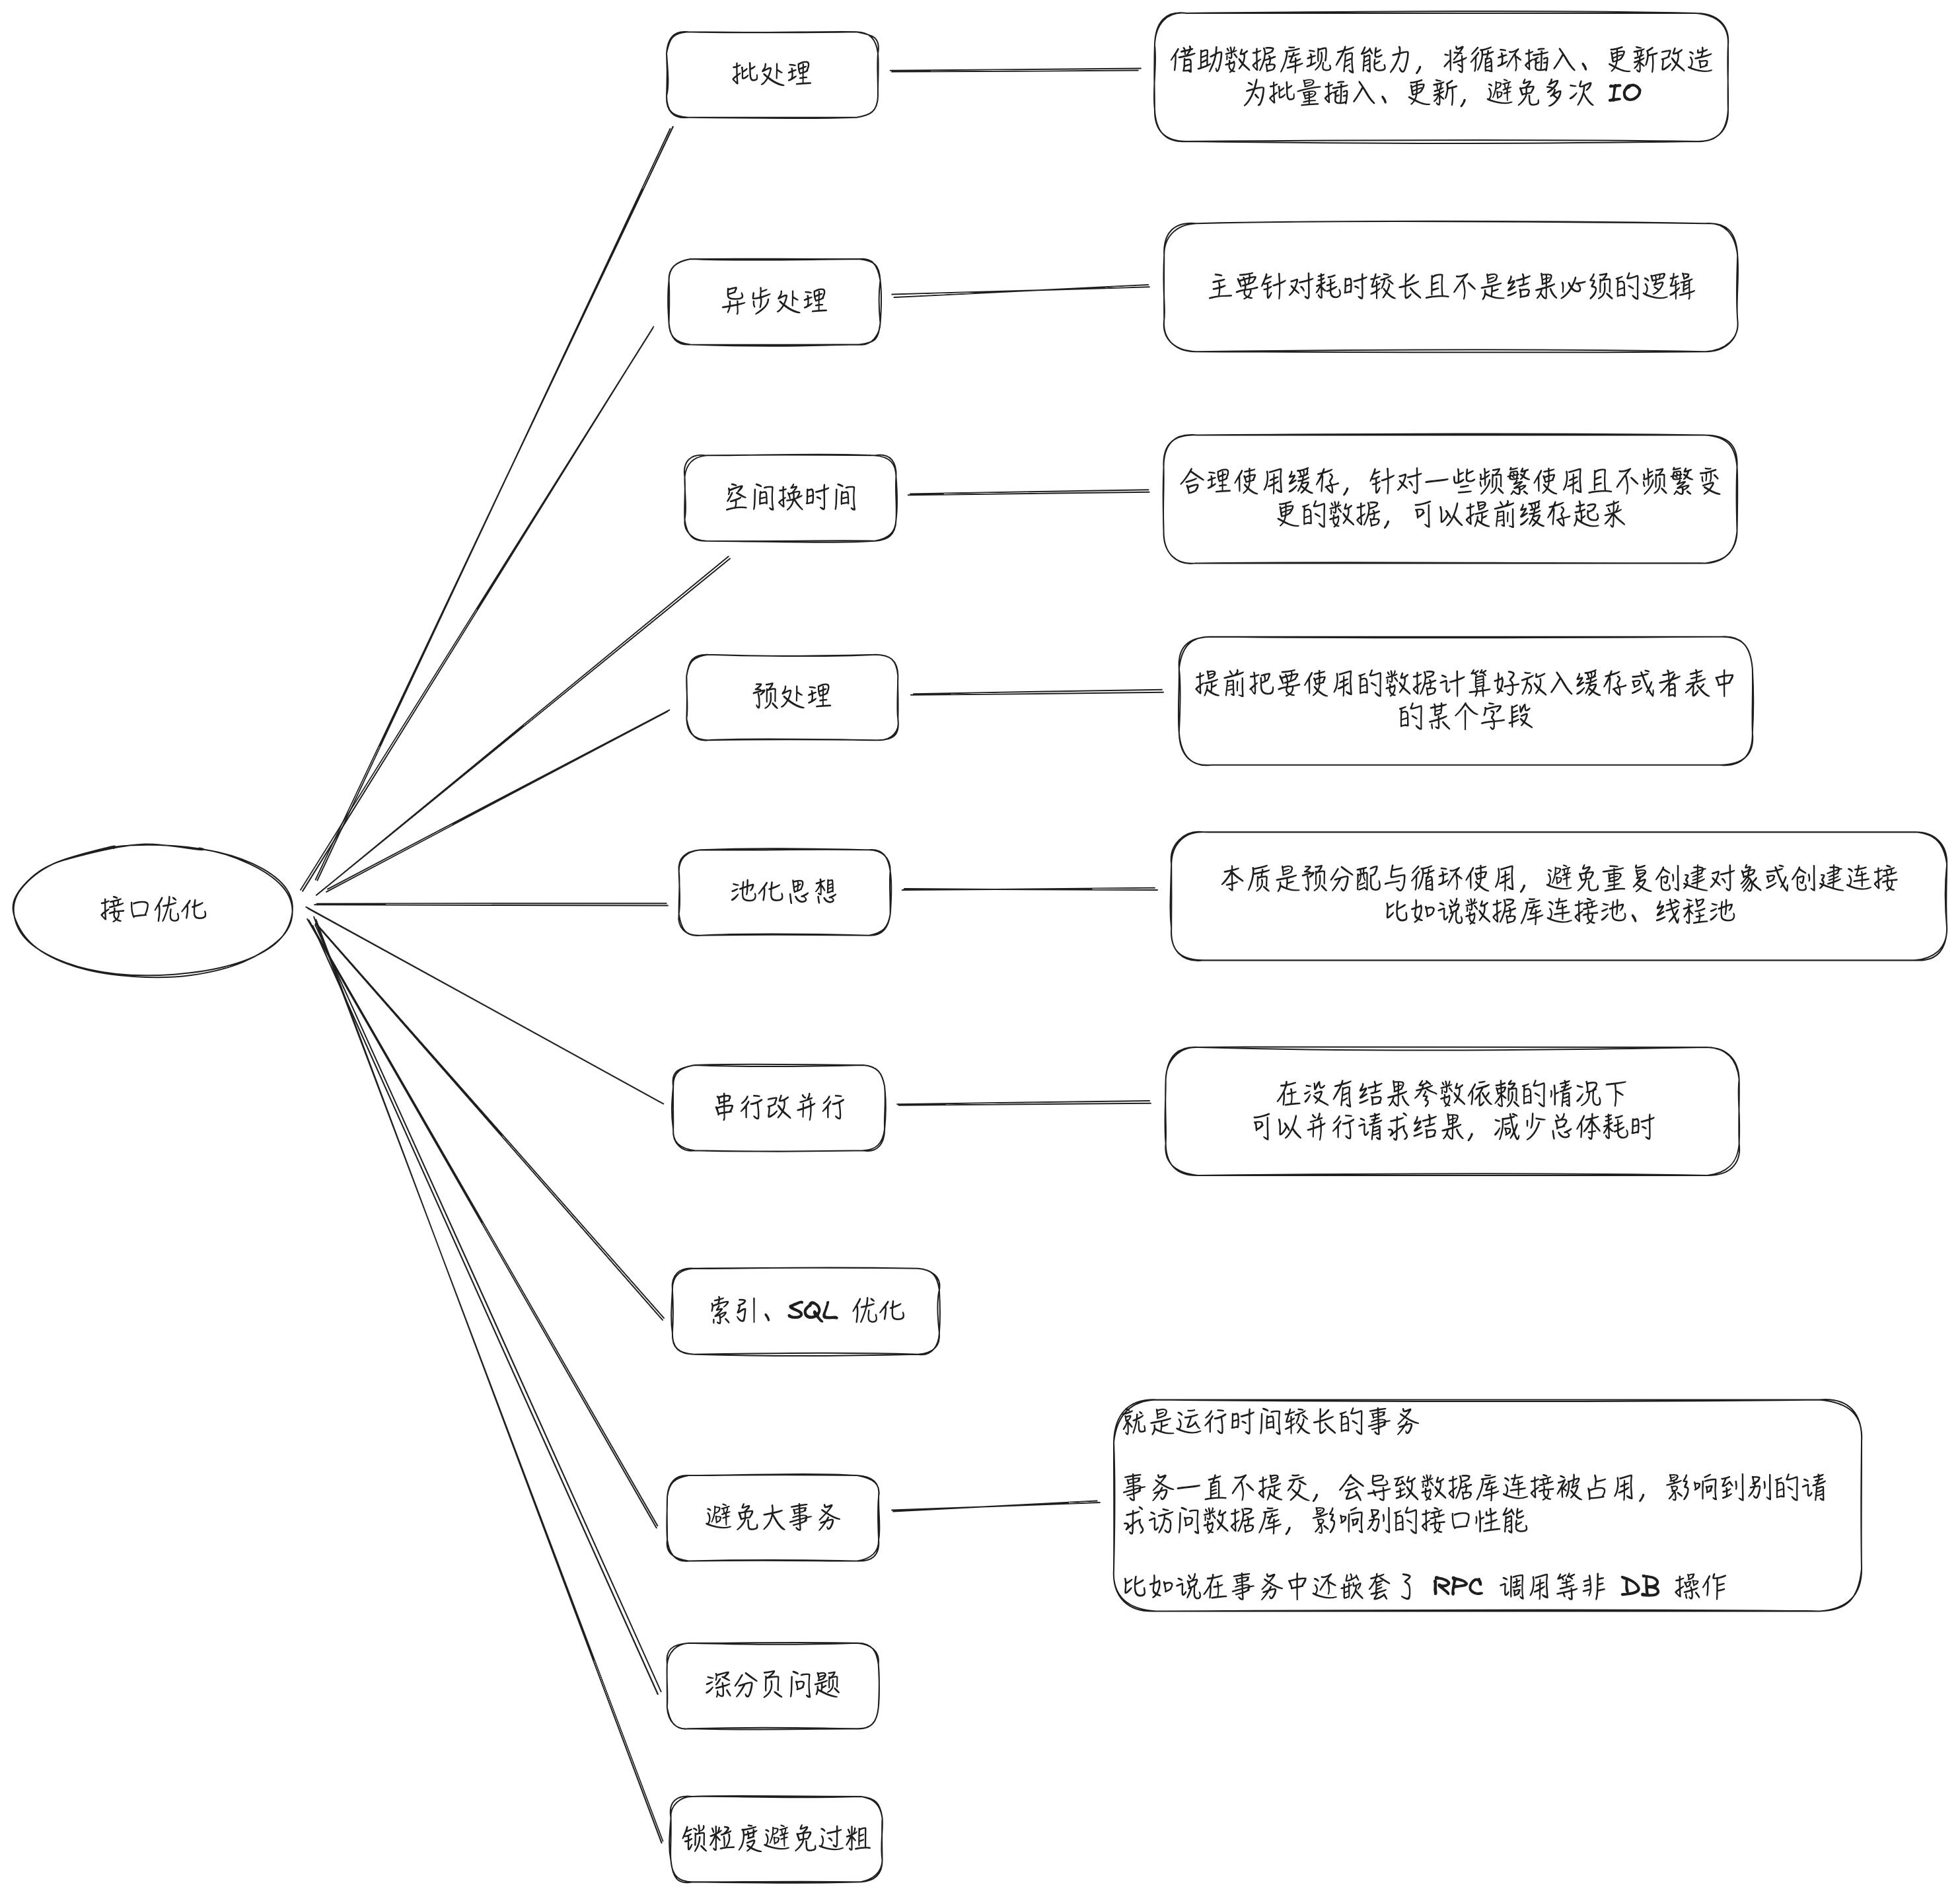 批处理
借助数据库现有能力，将循环插入、更新改造
为批量插入、更新，避免多次 IO
异步处理
主要针对耗时较长且不是结果必须的逻辑
空间换时间
合理使用缓存，针对一些频繁使用且不频繁变
更的数据，可以提前缓存起来
预处理
提前把要使用的数据计算好放入缓存或者表中
的某个字段
接口优化
池化思想
本质是预分配与循环使用，避免重复创建对象或创建连接
比如说数据库连接池、线程池
串行改并行
在没有结果参数依赖的情况下
可以并行请求结果，减少总体耗时
索引、SQL 优化
避免大事务
就是运行时间较长的事务
事务一直不提交，会导致数据库连接被占用，影响到别的请
求访问数据库，影响别的接口性能
比如说在事务中还嵌套了 RPC 调用等非 DB 操作
深分页问题
锁粒度避免过粗